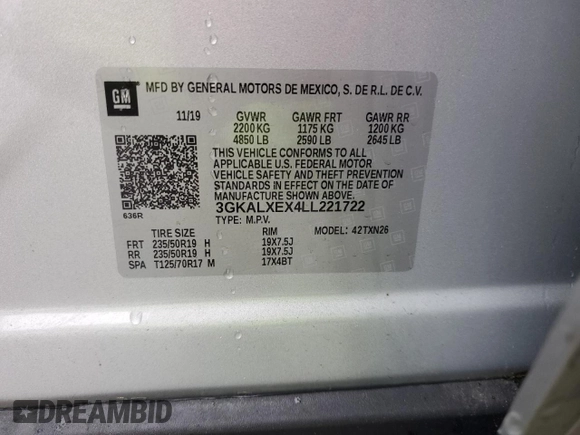 GM
MFD BY GENERAL MOTORS DE MEXICO, S. DE R.L. DE C.V.
11/19 GVWR GAWR FRT GAWR RR
2200 KG 1175 KG 1200 KG
4850 LB 2590 LB 2645 LB
THIS VEHICLE CONFORMS TO ALL
APPLICABLE U.S. FEDERAL MOTOR
VEHICLE SAFETY AND THEFT PREVENTION
STANDARDS IN EFFECT ON THE DATE OF
MANUFACTURE SHOWN ABOVE.
636R 3GKALXEX4LL221722
TYPE: M.P.V.
TIRE SIZE RIM 42TXN26
FRT 235/50R19 H 19X7.5J
RR 235/50R19 H 19X7.5J
SPA T125/70R17 M 17X4BT
DREAMBID